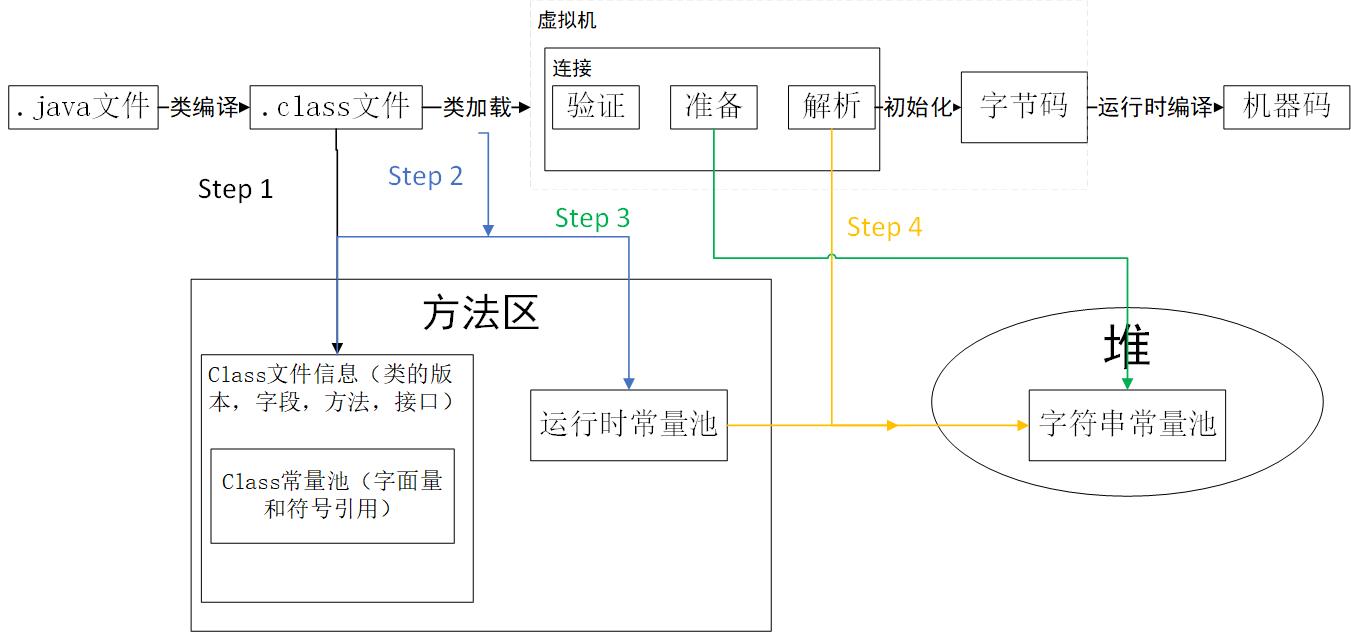 虚拟机
连接
.java文件
类编译
.class文件
类加载
验证
准备
解析
初始化
字节码
运行时编译
机器码
Step 1
Step 2
Step 3
Step 4
方法区
堆
Class文件信息（类的版
本，字段，方法，接口）
运行时常量池
字符串常量池
Class常量池（字面量
和符号引用）